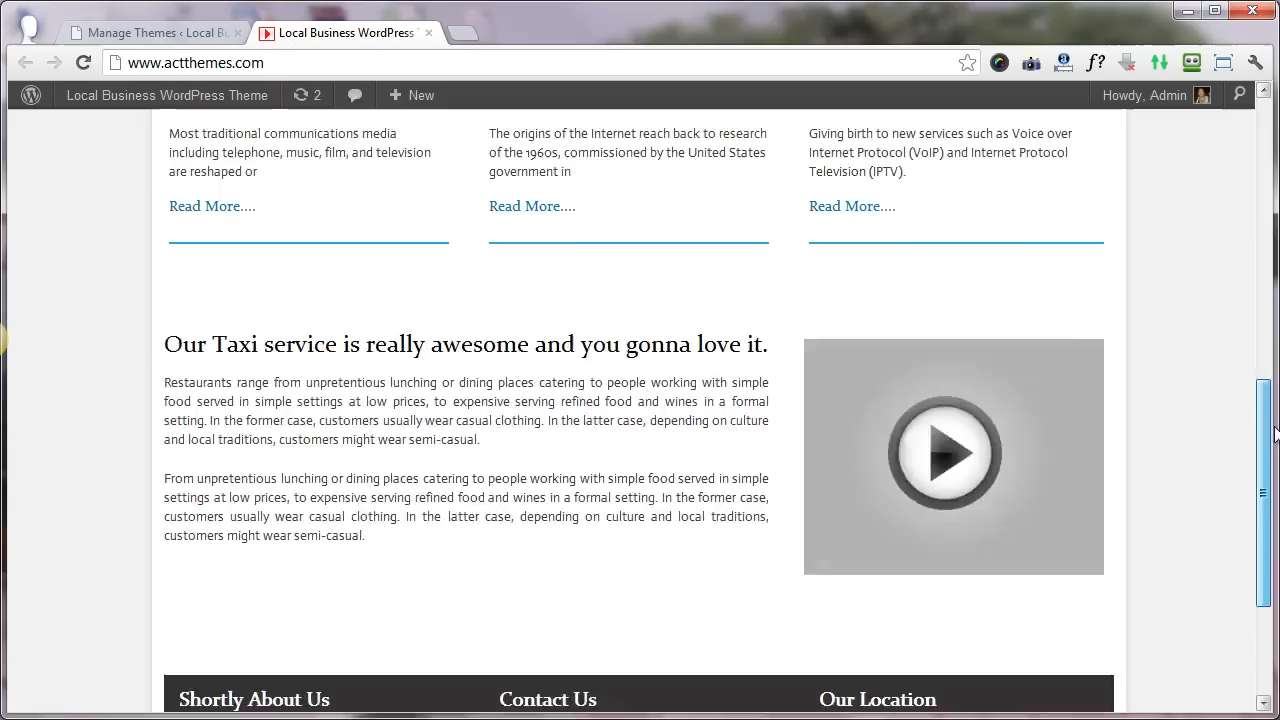 Manage Themes ‹ Local Bu
Local Business WordPress
www.actthemes.com
Local Business WordPress Theme
2
New
Howdy, Admin
Most traditional communications media
including telephone, music, film, and television
are reshaped or
Read More....
The origins of the Internet reach back to research
of the 1960s, commissioned by the United States
government in
Read More....
Giving birth to new services such as Voice over
Internet Protocol (VoIP) and Internet Protocol
Television (IPTV).
Read More....
Our Taxi service is really awesome and you gonna love it.
Restaurants range from unpretentious lunching or dining places catering to people working with simple
food served in simple settings at low prices, to expensive serving refined food and wines in a formal
setting. In the former case, customers usually wear casual clothing. In the latter case, depending on culture
and local traditions, customers might wear semi-casual.
From unpretentious lunching or dining places catering to people working with simple food served in simple
settings at low prices, to expensive serving refined food and wines in a formal setting. In the former case,
customers usually wear casual clothing. In the latter case, depending on culture and local traditions,
customers might wear semi-casual.
Shortly About Us
Contact Us
Our Location